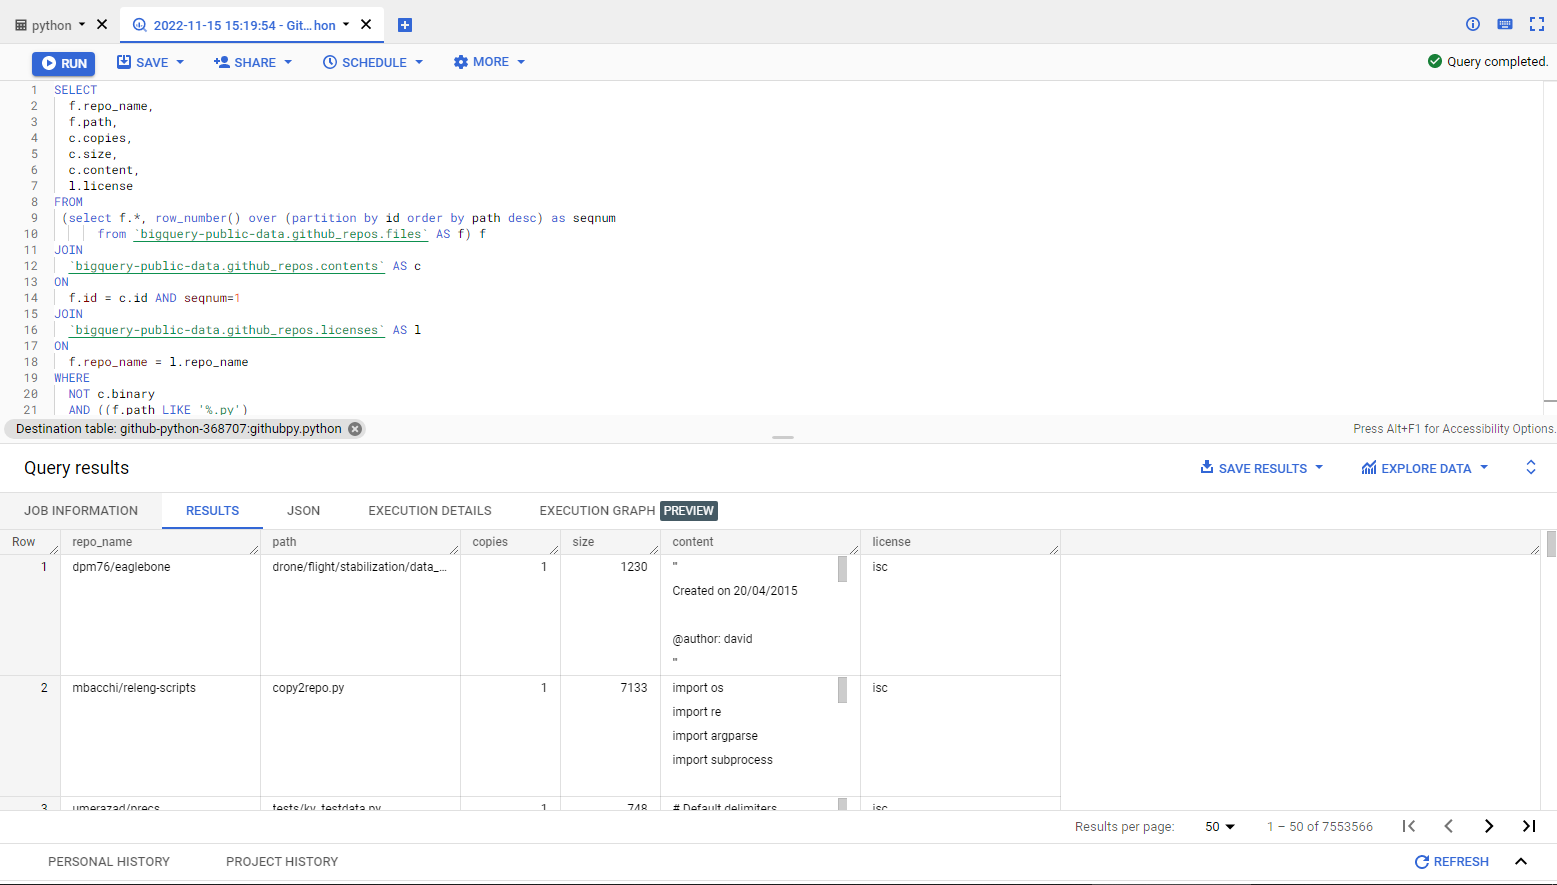 python
2022-11-15 15:19:54 - Git... hon
RUN
SAVE
SHARE
SCHEDULE
MORE
Query completed.
1 SELECT
2 f.repo_name,
3 f.path,
4 c.copies,
5 c.size,
6 c.content,
7 l.license
8 FROM
9 (select f.*, row_number() over (partition by id order by path desc) as seqnum
10 from `bigquery-public-data.github_repos.files` AS f) f
11 JOIN
12 `bigquery-public-data.github_repos.contents` AS c
13 ON
14 f.id = c.id AND seqnum=1
15 JOIN
16 `bigquery-public-data.github_repos.licenses` AS l
17 ON
18 f.repo_name = l.repo_name
19 WHERE
20 NOT c.binary
21 AND ((f.path LIKE '%.py')
Destination table: github-python-368707:githubpy.python
Press Alt+F1 for Accessibility Options.
Query results
SAVE RESULTS
EXPLORE DATA
JOB INFORMATION RESULTS JSON EXECUTION DETAILS EXECUTION GRAPH PREVIEW
Row repo_name path copies size content license
1 dpm76/eaglebone drone/flight/stabilization/data_... 1 1230 ''' isc
Created on 20/04/2015
@author: david
'''
2 mbacchi/releng-scripts copy2repo.py 1 7133 import os isc
import re
import argparse
import subprocess
3 umerazad/precs tests/kv_testdata.py 1 748 # Default delimiters isc
Results per page: 50 1 – 50 of 7553566
PERSONAL HISTORY PROJECT HISTORY REFRESH